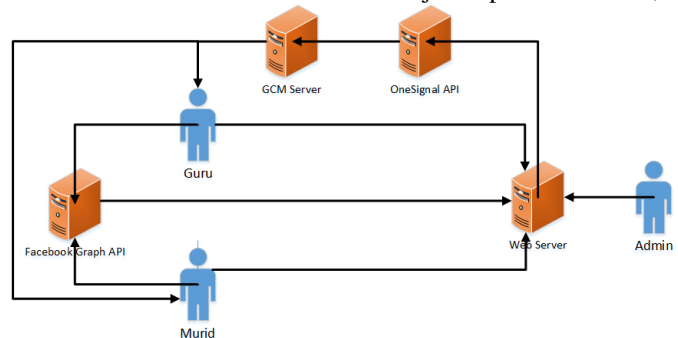 GCM Server
OneSignal API
Guru
Facebook Graph API
Web Server
Admin
Murid